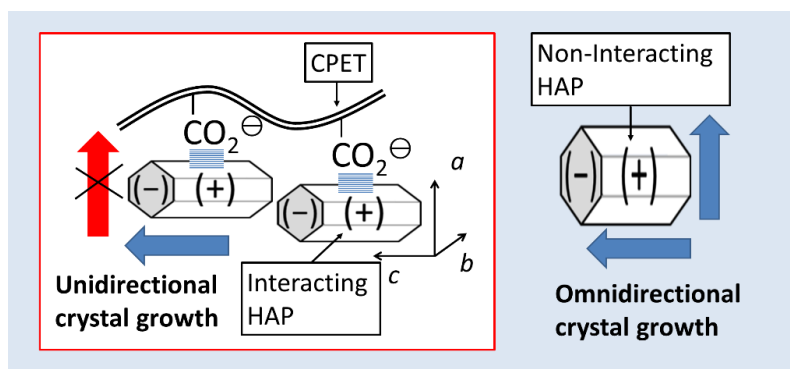 CPET
CO2 ⊖
CO2 ⊖
(−) (+)
(−) (+)
a
b
c
Unidirectional
crystal growth
Interacting
HAP
Non-Interacting
HAP
(-) (+)
Omnidirectional
crystal growth